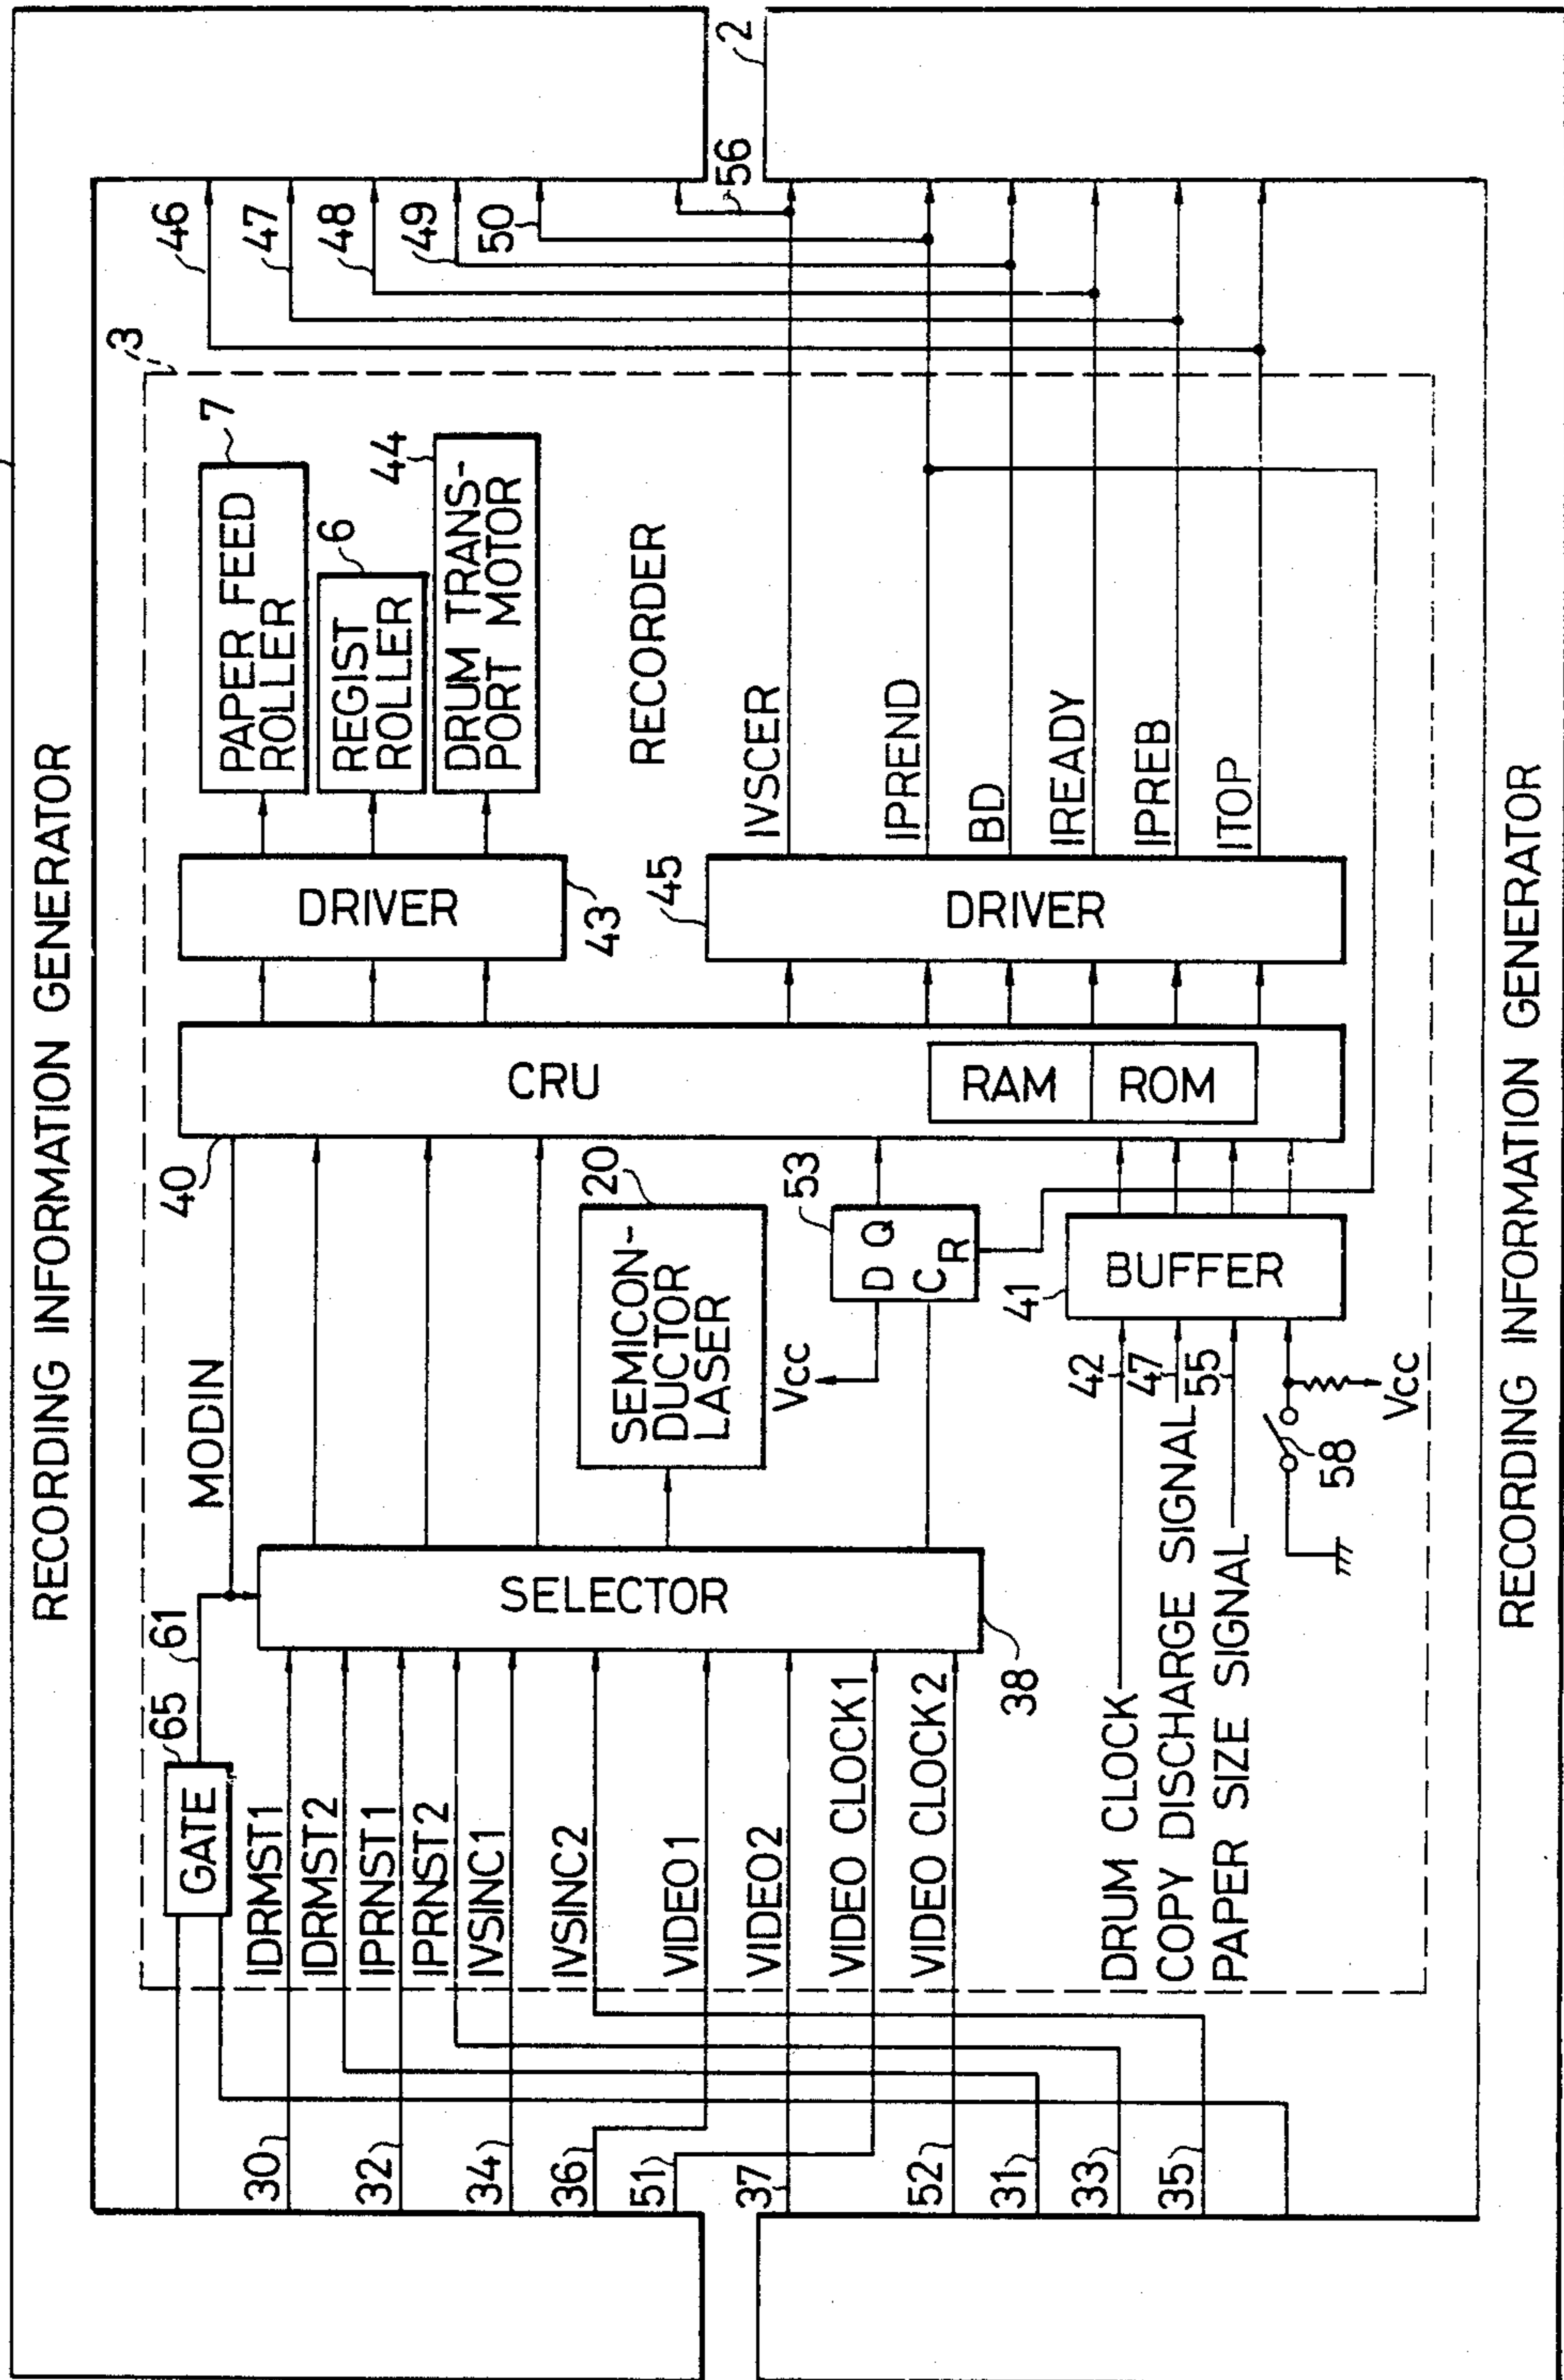 RECORDING INFORMATION GENERATOR
2
3
65
GATE
61
MODIN
40
30
IDRMST1
IDRMST2
32
IPRNST1
IPRNST2
34
IVSINC1
36
IVSINC2
51
VIDEO1
37
VIDEO2
VIDEO CLOCK1
52
VIDEO CLOCK2
31
33
35
SELECTOR
38
DRUM CLOCK
42
COPY DISCHARGE SIGNAL
47
PAPER SIZE SIGNAL
55
58
Vcc
SEMICON-
DUCTOR
LASER
20
Vcc
53
D Q
C R
41
BUFFER
CRU
RAM
ROM
DRIVER
43
45
DRIVER
PAPER FEED
ROLLER
7
REGIST
ROLLER
6
DRUM TRANS-
PORT MOTOR
44
RECORDER
IVSCER
IPREND
BD
IREADY
IPREB
ITOP
46
47
48
49
50
56
RECORDING INFORMATION GENERATOR